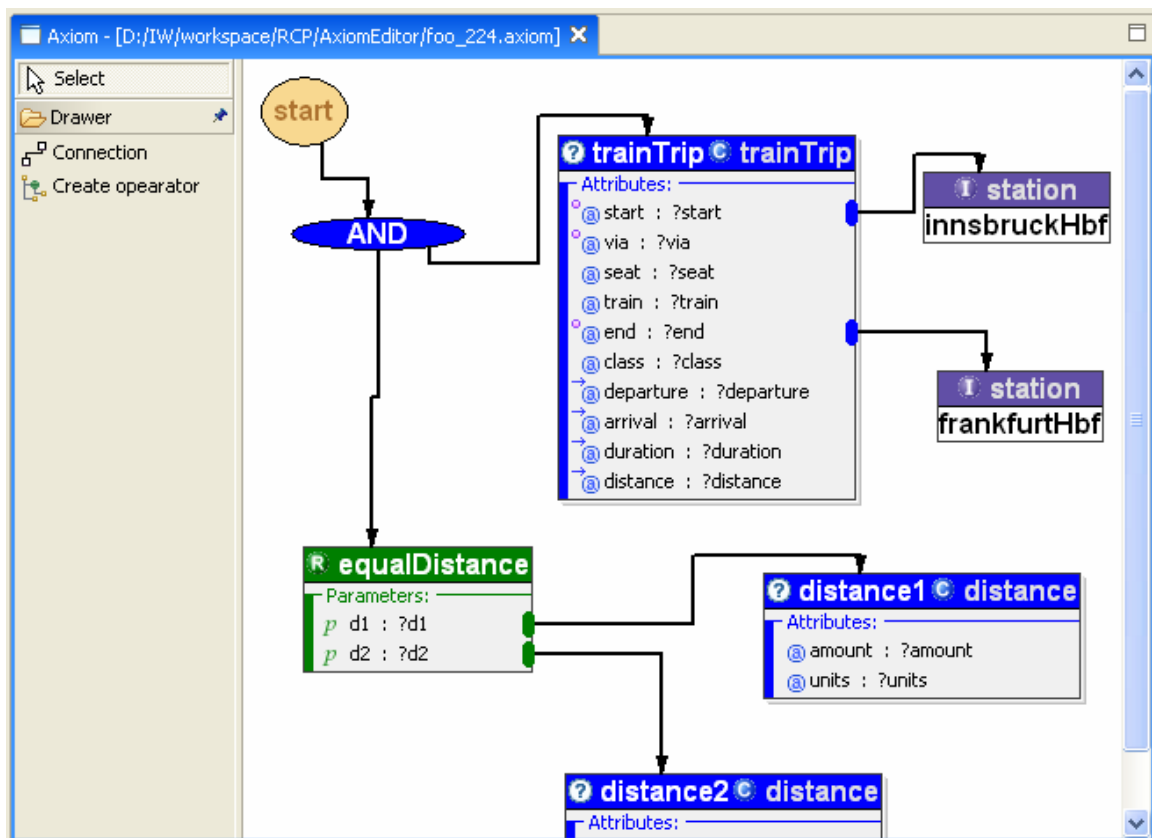 Axiom - [D:/IW/workspace/RCP/AxiomEditor/foo_224.axiom]
Select
Drawer
Connection
Create opearator
start
AND
? trainTrip C trainTrip
Attributes:
@ start : ?start
@ via : ?via
@ seat : ?seat
@ train : ?train
@ end : ?end
@ class : ?class
@ departure : ?departure
@ arrival : ?arrival
@ duration : ?duration
@ distance : ?distance
I station
innsbruckHbf
I station
frankfurtHbf
R equalDistance
Parameters:
p d1 : ?d1
p d2 : ?d2
? distance1 C distance
Attributes:
@ amount : ?amount
@ units : ?units
? distance2 C distance
Attributes: